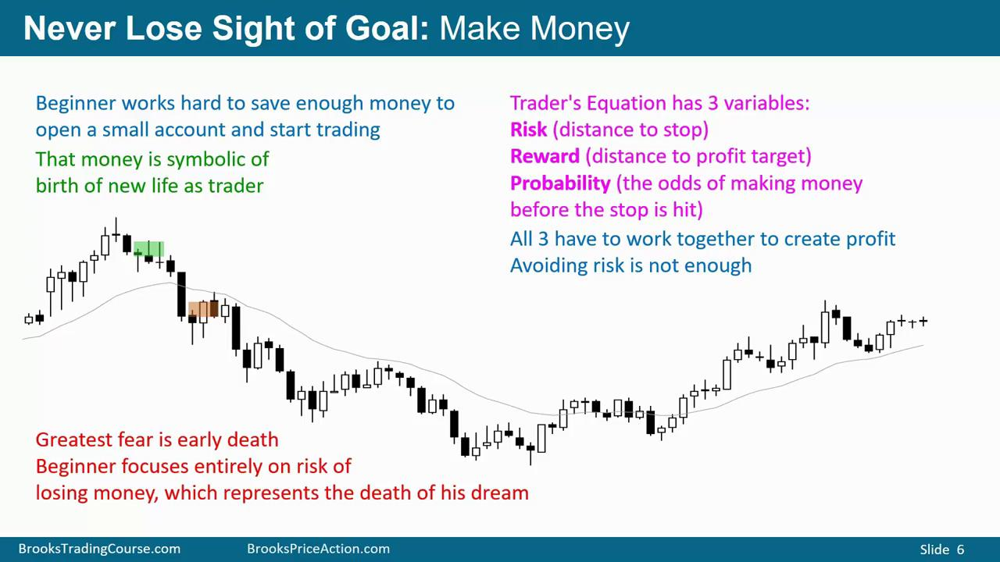 Never Lose Sight of Goal: Make Money
Beginner works hard to save enough money to
open a small account and start trading
That money is symbolic of
birth of new life as trader
Trader's Equation has 3 variables:
Risk (distance to stop)
Reward (distance to profit target)
Probability (the odds of making money
before the stop is hit)
All 3 have to work together to create profit
Avoiding risk is not enough
Greatest fear is early death
Beginner focuses entirely on risk of
losing money, which represents the death of his dream
BrooksTradingCourse.com
BrooksPriceAction.com
Slide 6